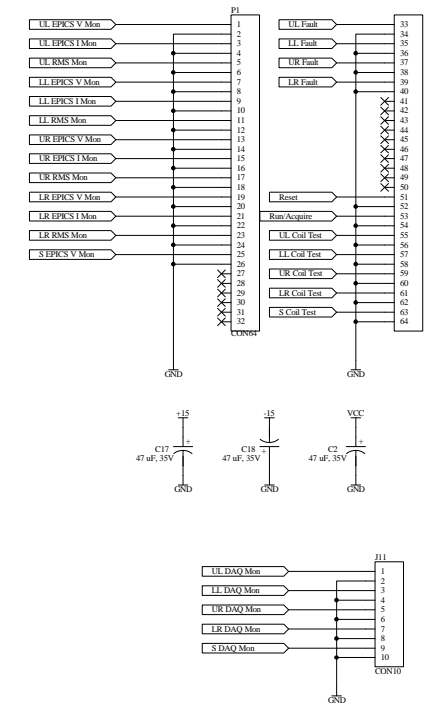 P1
UL EPICS V Mon 1
2
UL EPICS I Mon 3
4
UL RMS Mon 5
6
LL EPICS V Mon 7
8
LL EPICS I Mon 9
10
LL RMS Mon 11
12
UR EPICS V Mon 13
14
UR EPICS I Mon 15
16
UR RMS Mon 17
18
LR EPICS V Mon 19
20
LR EPICS I Mon 21
22
LR RMS Mon 23
24
S EPICS V Mon 25
26
27
28
29
30
31
32
CON64
GND
UL Fault 33
34
LL Fault 35
36
UR Fault 37
38
LR Fault 39
40
41
42
43
44
45
46
47
48
49
50
Reset 51
52
Run/Acquire 53
54
UL Coil Test 55
56
LL Coil Test 57
58
UR Coil Test 59
60
LR Coil Test 61
62
S Coil Test 63
64
GND
+15
C17
47 uF, 35V
+
GND
-15
C18
47 uF, 35V
+
GND
VCC
C2
47 uF, 35V
+
GND
J11
UL DAQ Mon 1
2
LL DAQ Mon 3
4
UR DAQ Mon 5
6
LR DAQ Mon 7
8
S DAQ Mon 9
10
CON10
GND